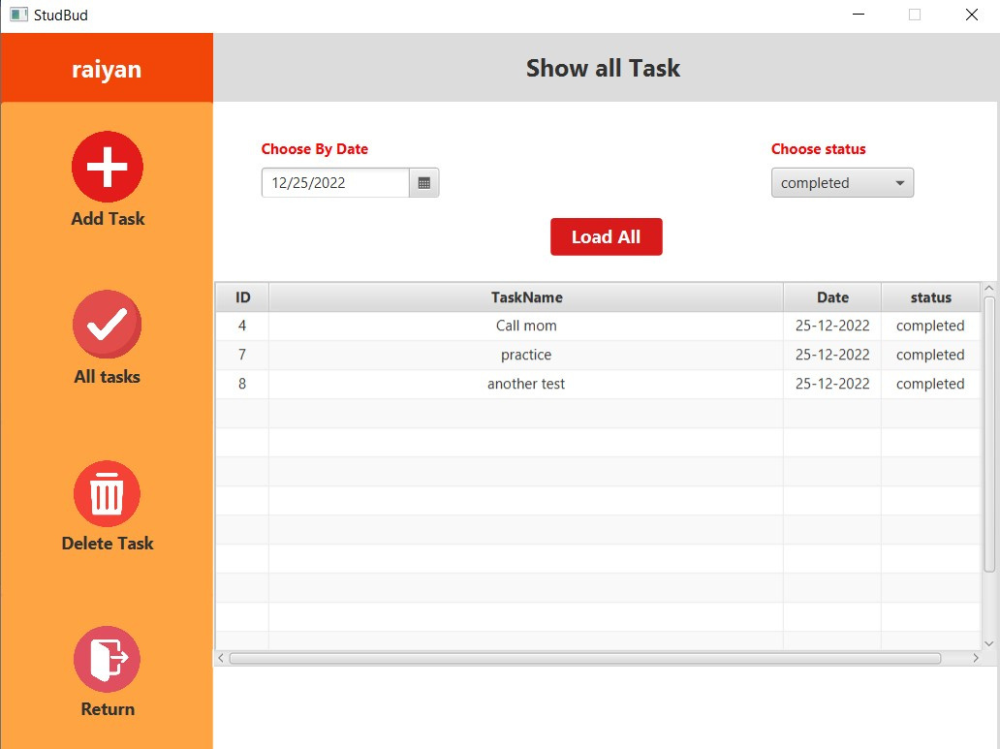 StudBud
raiyan
Show all Task
Add Task
All tasks
Delete Task
Return
Choose By Date
Choose status
12/25/2022
completed
Load All
ID TaskName Date status
4 Call mom 25-12-2022 completed
7 practice 25-12-2022 completed
8 another test 25-12-2022 completed